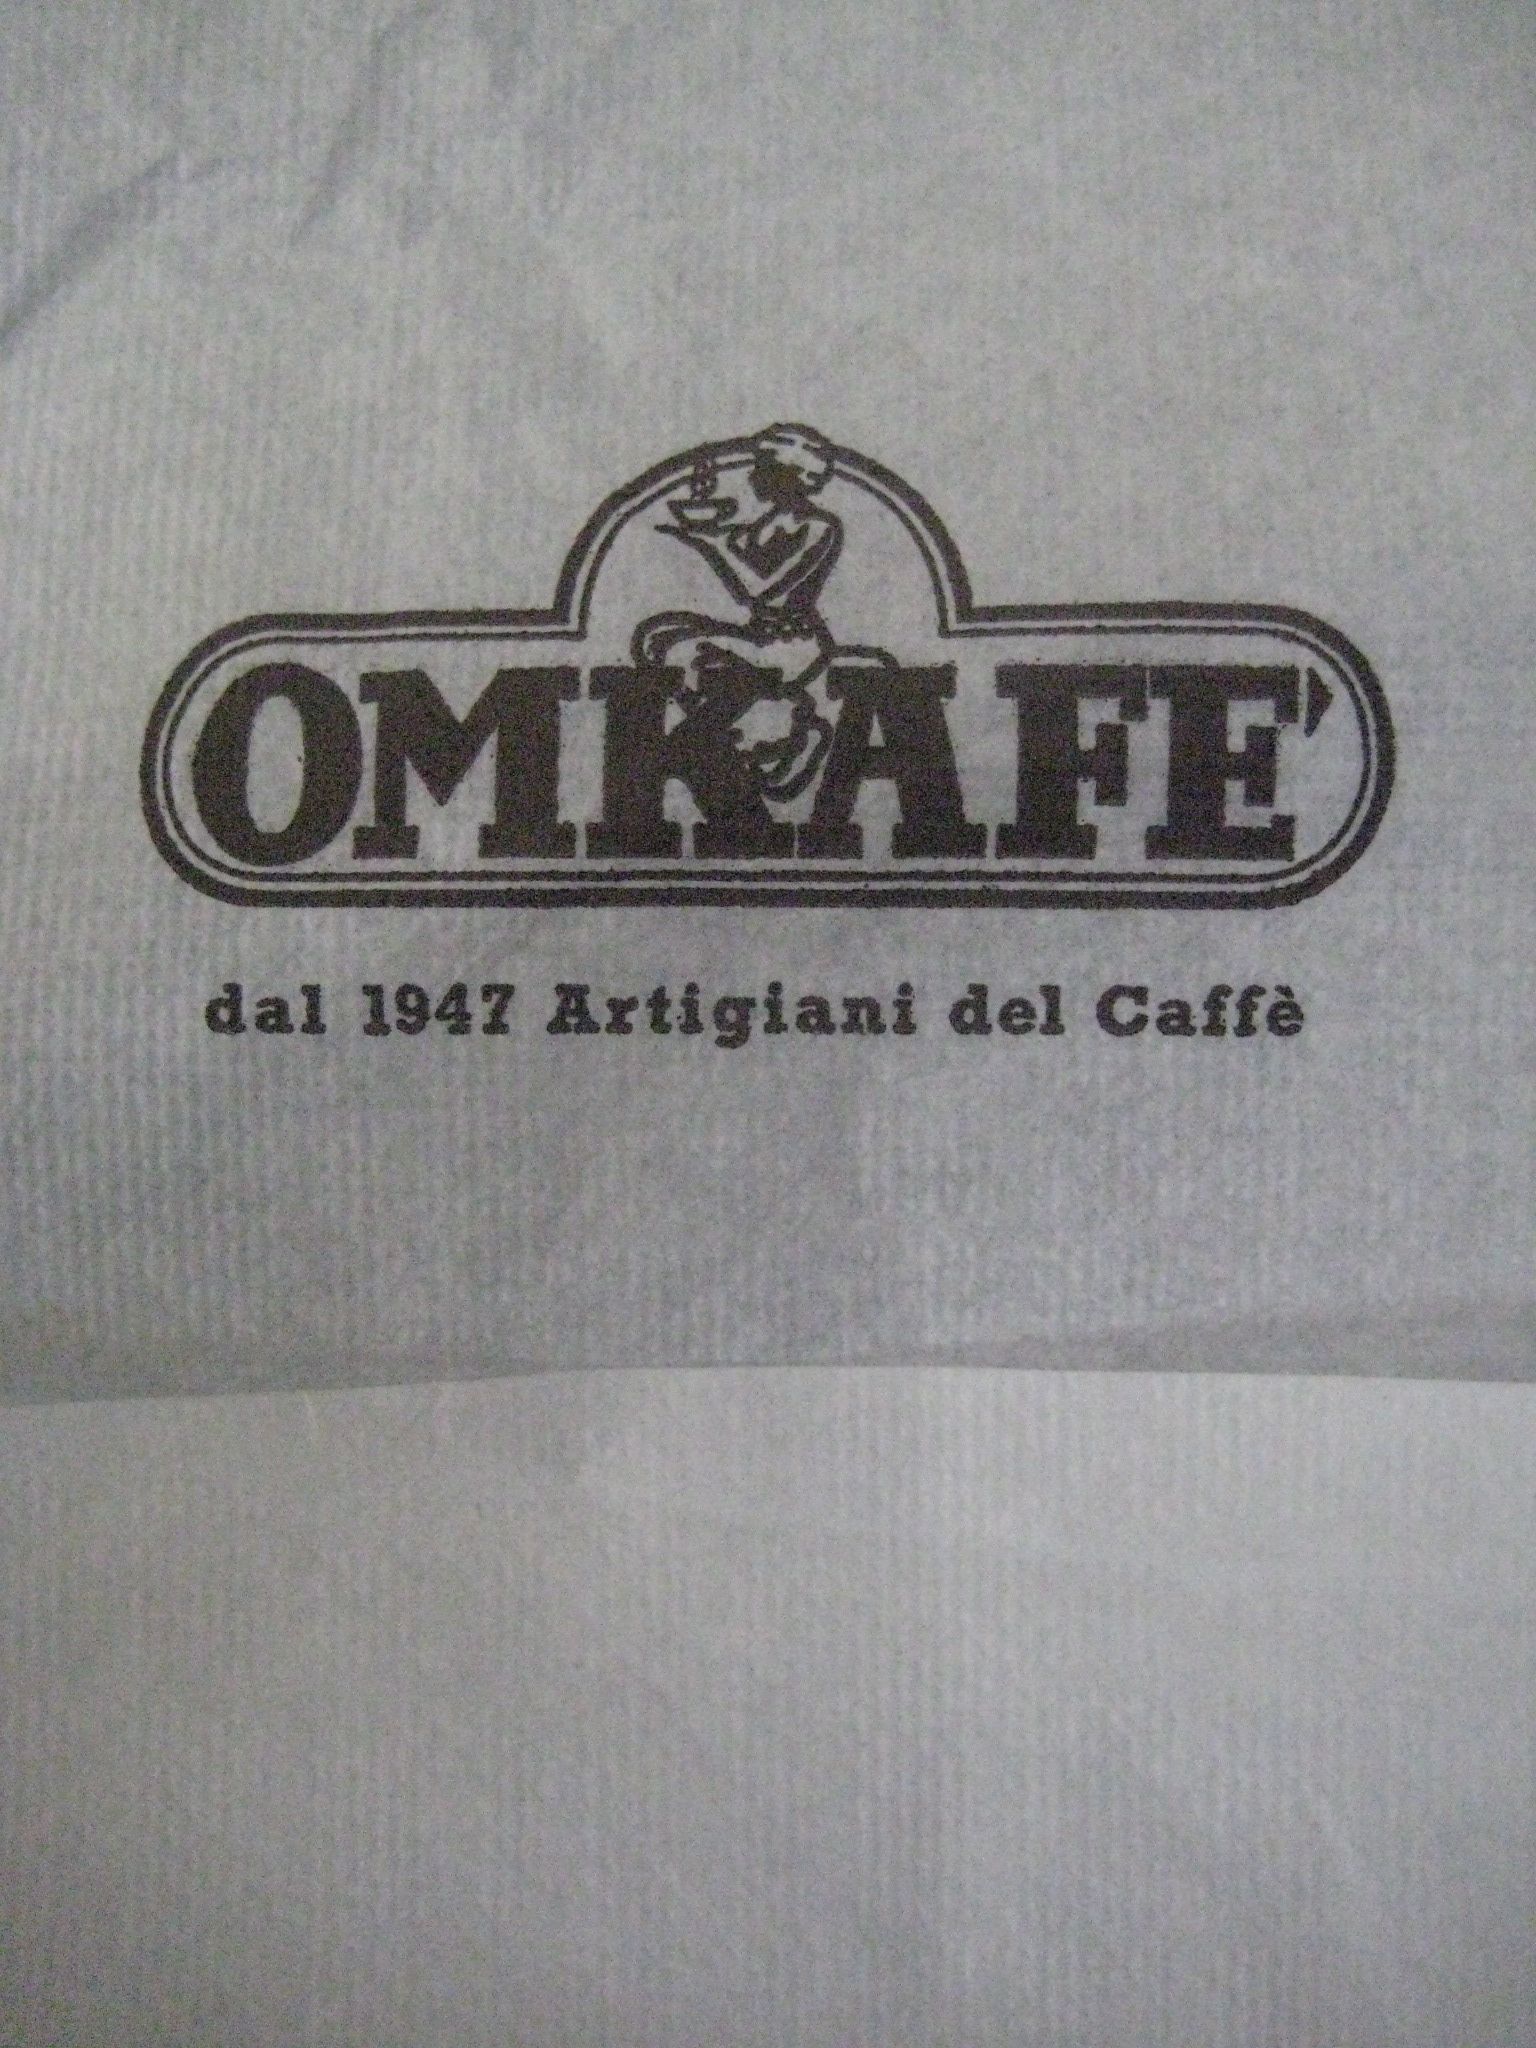 OMKAFE'
dal 1947 Artigiani del Caffè